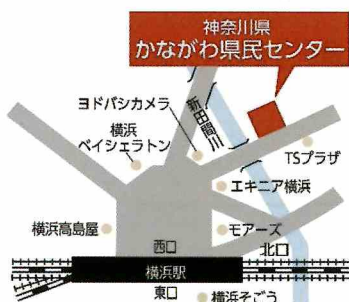 神奈川県
かながわ県民センター
ヨドバシカメラ
新田間川
横浜
ベイシェラトン
TSプラザ
エキニア横浜
横浜高島屋
モアーズ
西口
北口
横浜駅
東口
横浜そごう